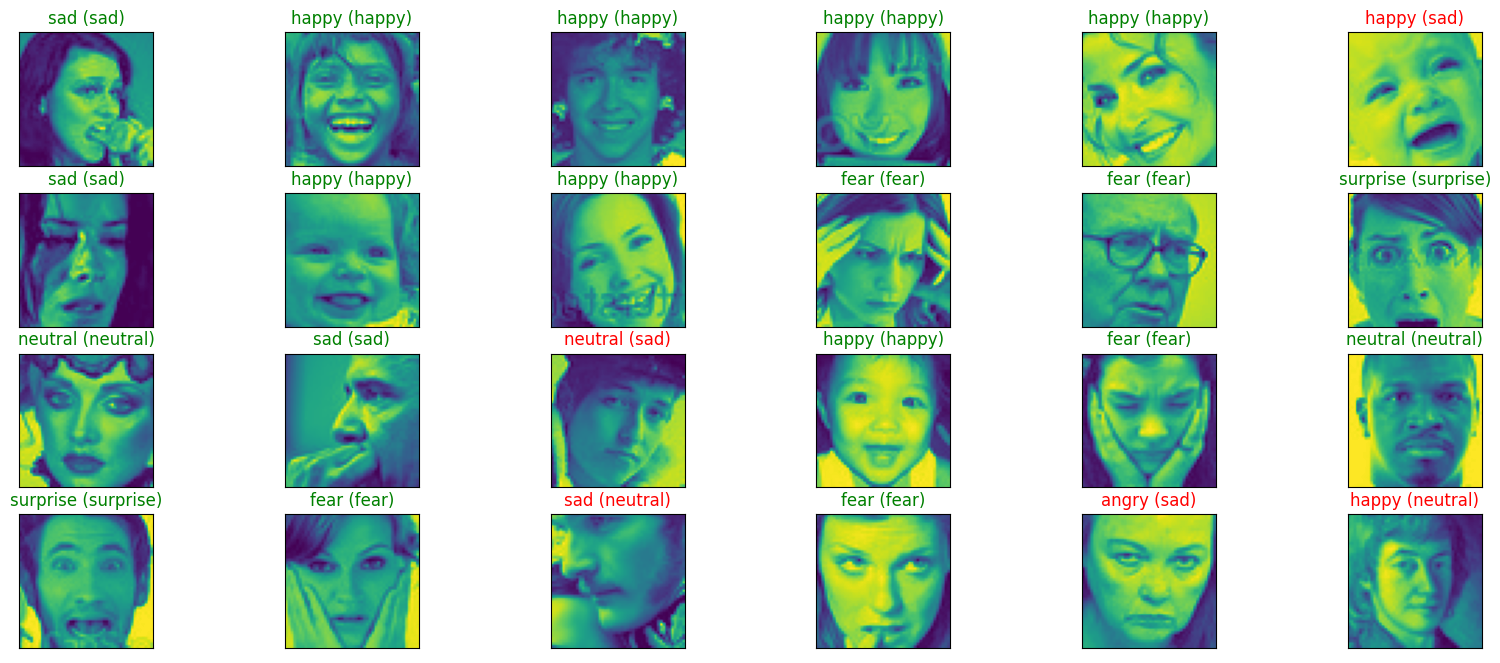 sad (sad) happy (happy) happy (happy) happy (happy) happy (happy) happy (sad)
sad (sad) happy (happy) happy (happy) fear (fear) fear (fear) surprise (surprise)
neutral (neutral) sad (sad) neutral (sad) happy (happy) fear (fear) neutral (neutral)
surprise (surprise) fear (fear) sad (neutral) fear (fear) angry (sad) happy (neutral)